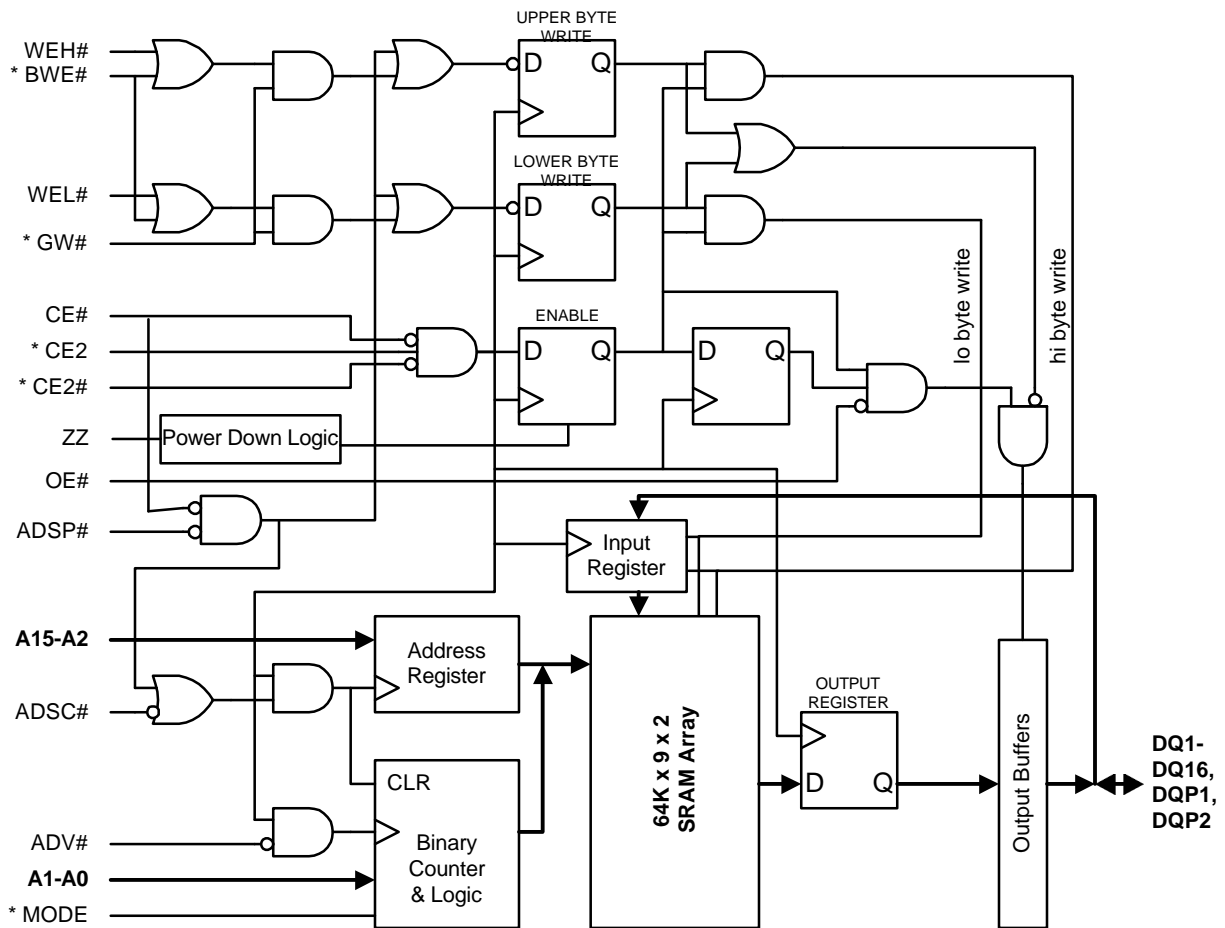 UPPER BYTE
WRITE
WEH#
* BWE#
D
Q
LOWER BYTE
WRITE
WEL#
D
Q
* GW#
lo byte write
hi byte write
CE#
ENABLE
* CE2
D
Q
D
Q
* CE2#
ZZ
Power Down Logic
OE#
ADSP#
Input
Register
A15-A2
Address
Register
ADSC#
OUTPUT
REGISTER
64K x 9 x 2
SRAM Array
CLR
D
Q
Output Buffers
DQ1-
DQ16,
DQP1,
DQP2
ADV#
Binary
Counter
& Logic
A1-A0
* MODE